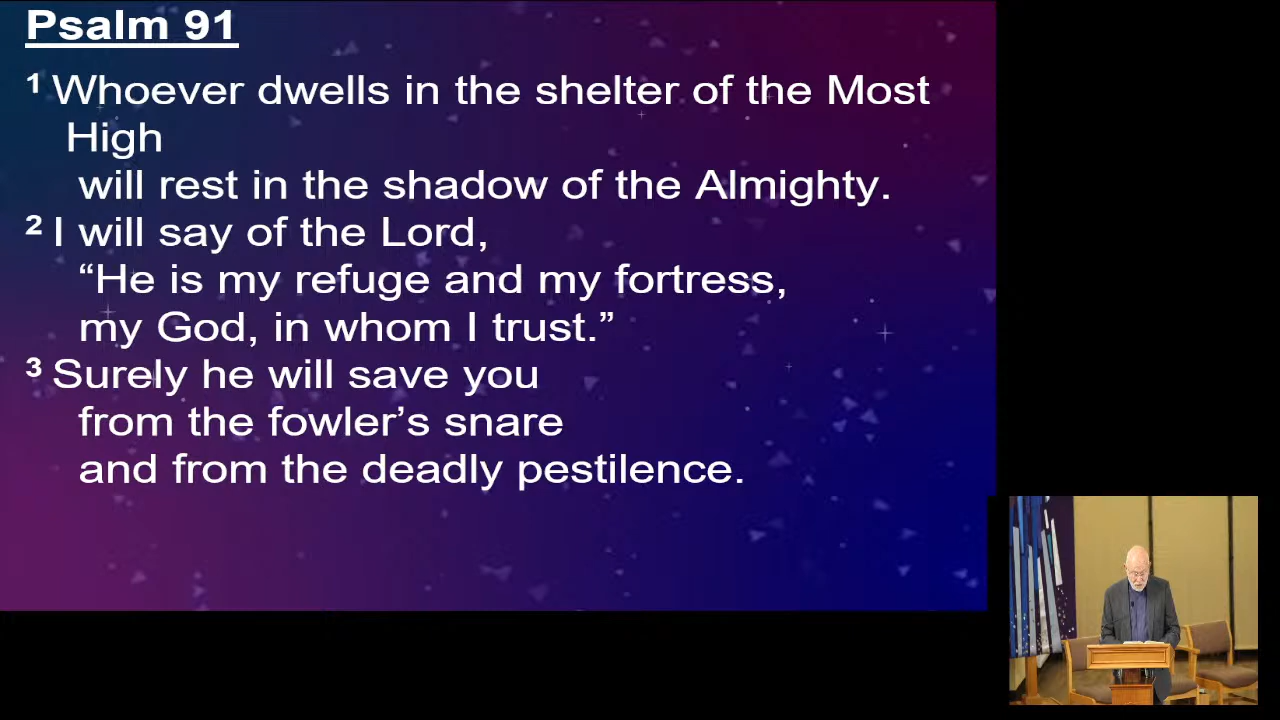 Psalm 91
1 Whoever dwells in the shelter of the Most
High
will rest in the shadow of the Almighty.
2 I will say of the Lord,
“He is my refuge and my fortress,
my God, in whom I trust.”
3 Surely he will save you
from the fowler’s snare
and from the deadly pestilence.